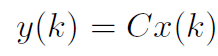 y(k) = Cx(k)